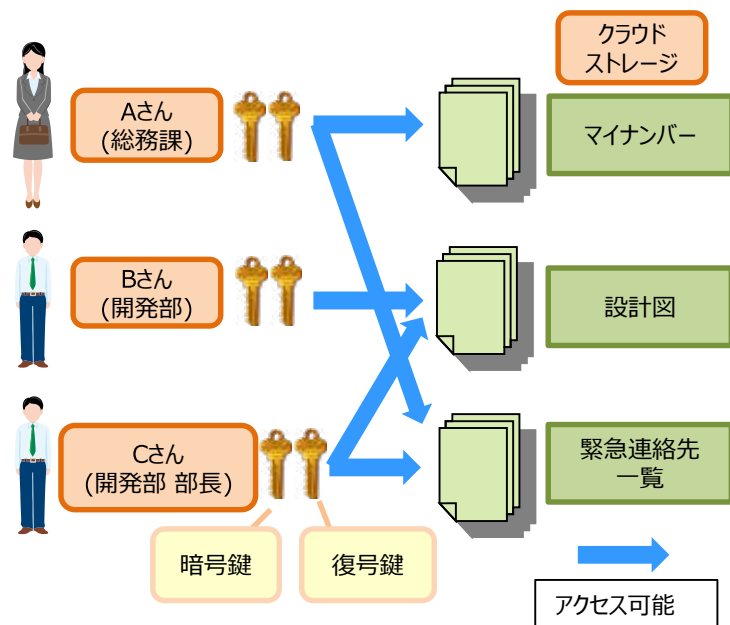 クラウド
ストレージ
Aさん
(総務課)
マイナンバー
Bさん
(開発部)
設計図
Cさん
(開発部 部長)
緊急連絡先
一覧
暗号鍵
復号鍵
アクセス可能